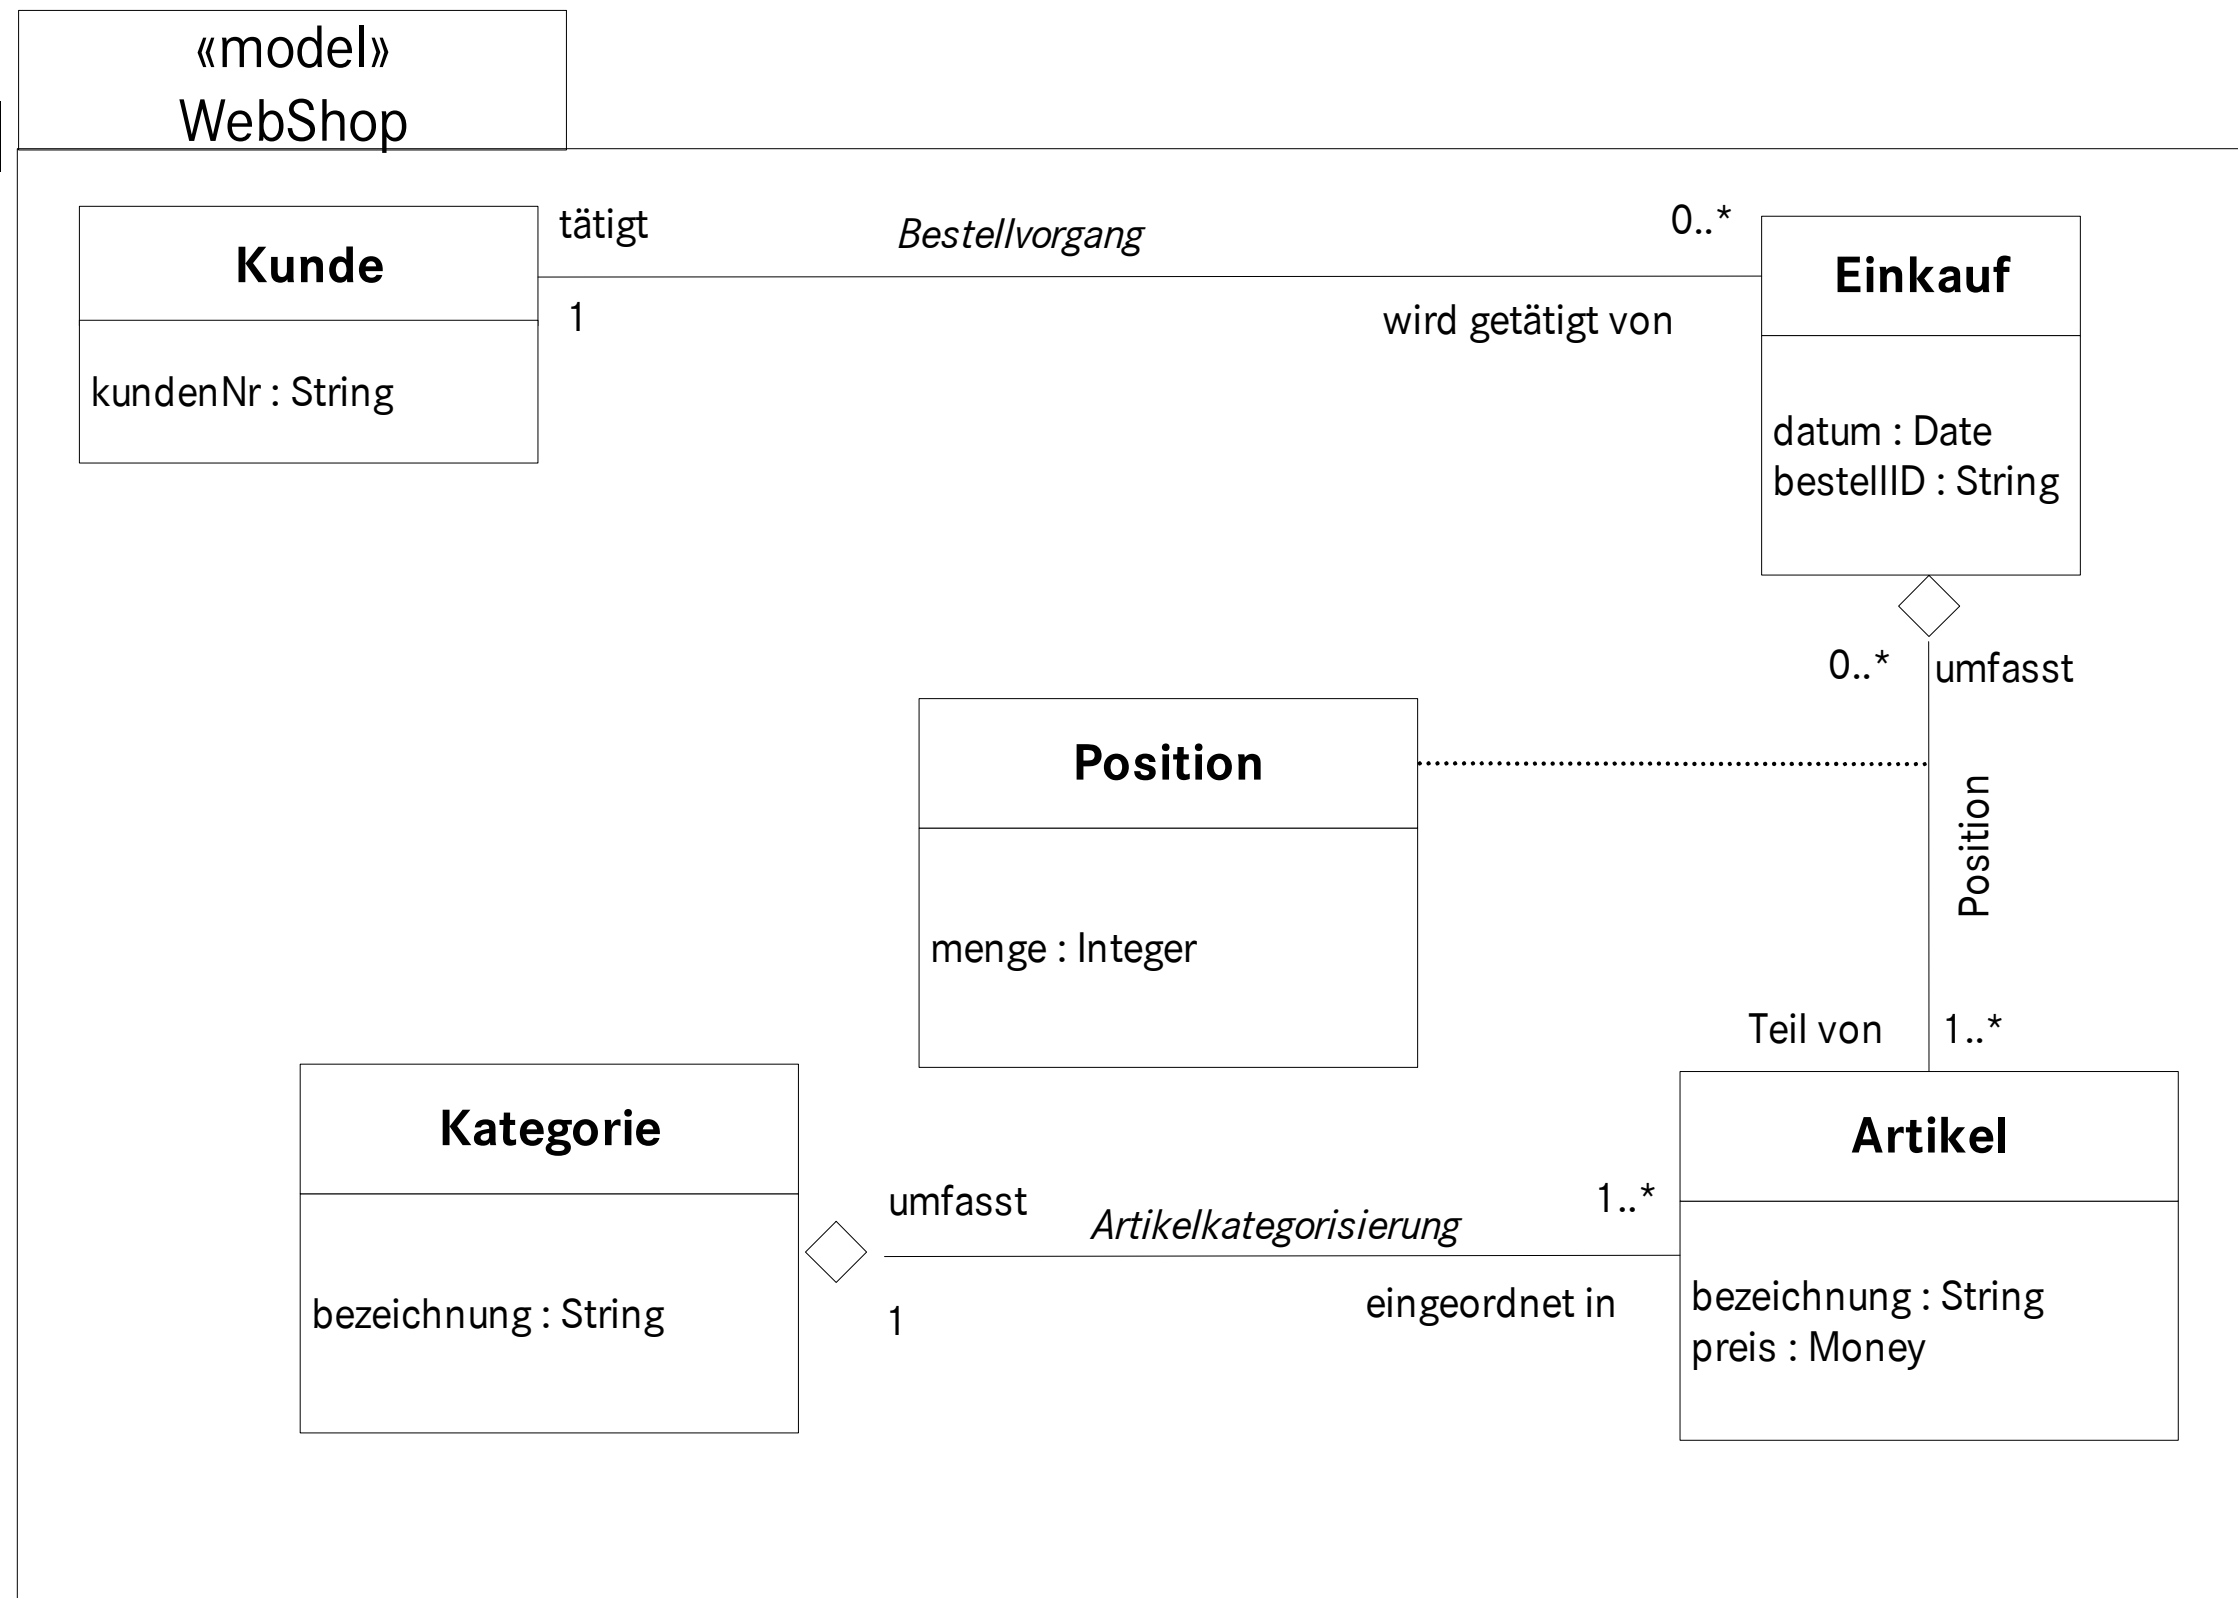 «model»
WebShop
Kunde
kundenNr : String
tätigt
1
Bestellvorgang
0..*
wird getätigt von
Einkauf
datum : Date
bestellID : String
0..*
umfasst
Position
menge : Integer
Position
Teil von
1..*
Kategorie
bezeichnung : String
umfasst
1
Artikelkategorisierung
1..*
eingeordnet in
Artikel
bezeichnung : String
preis : Money